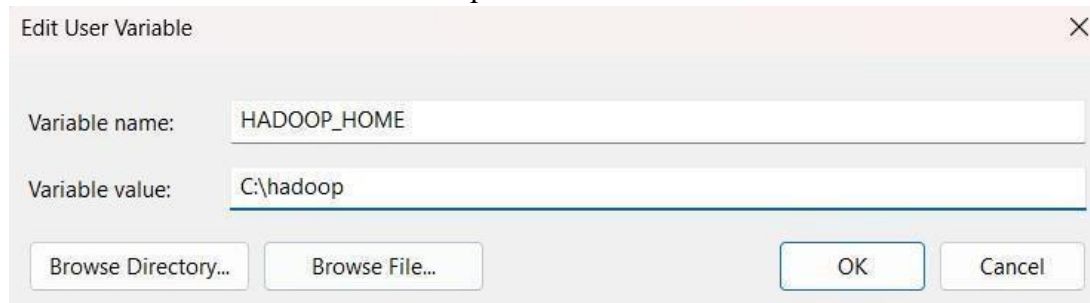 Edit User Variable
Variable name: HADOOP_HOME
Variable value: C:\hadoop
Browse Directory... Browse File... OK Cancel